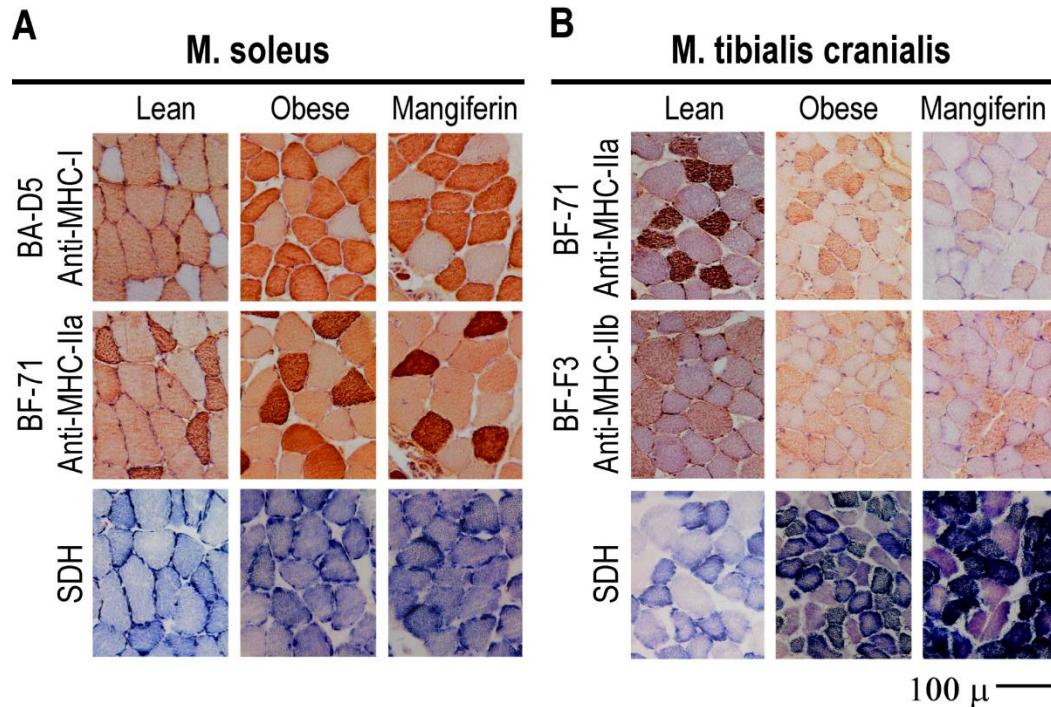 A
M. soleus
Lean Obese Mangiferin
BA-D5
Anti-MHC-I
BF-71
Anti-MHC-IIa
SDH
B
M. tibialis cranialis
Lean Obese Mangiferin
BF-71
Anti-MHC-IIa
BF-F3
Anti-MHC-IIb
SDH
100 μ